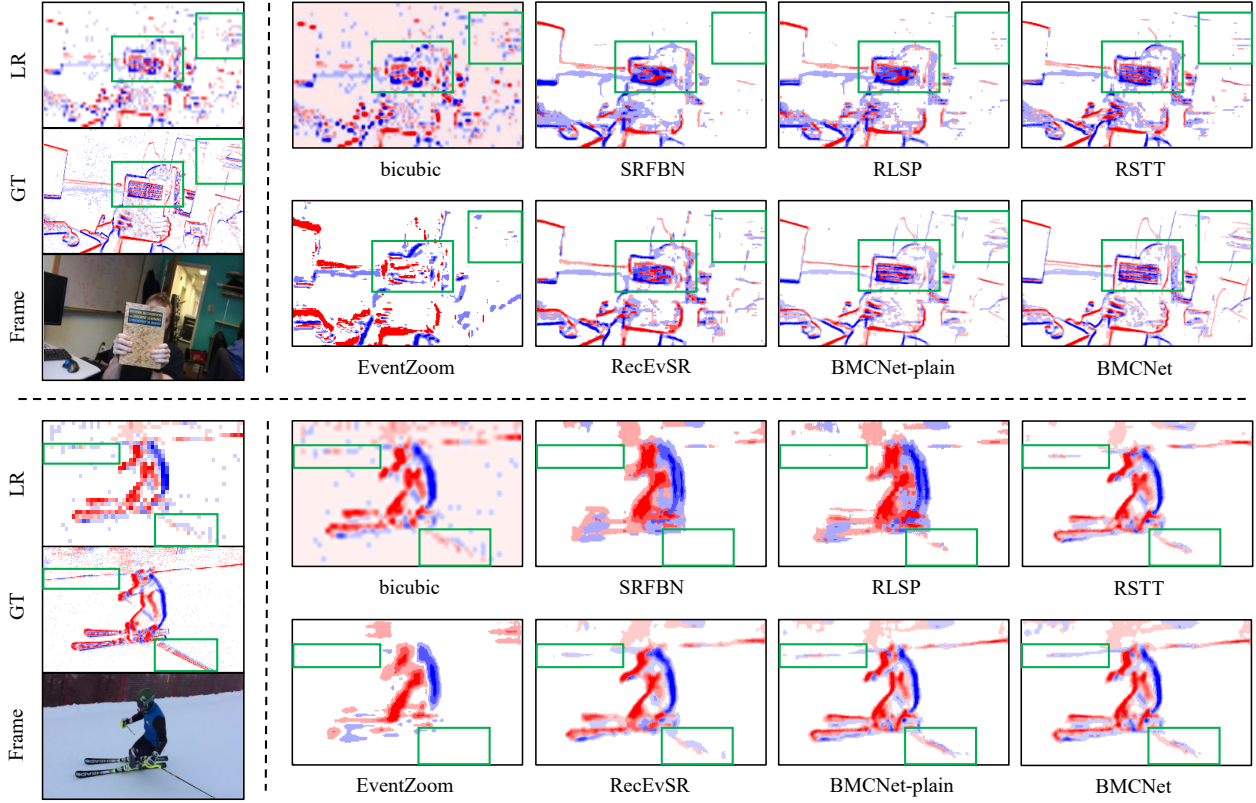 LR
GT
Frame
bicubic
SRFBN
RLSP
RSTT
EventZoom
RecEvSR
BMCNet-plain
BMCNet
LR
GT
Frame
bicubic
SRFBN
RLSP
RSTT
EventZoom
RecEvSR
BMCNet-plain
BMCNet